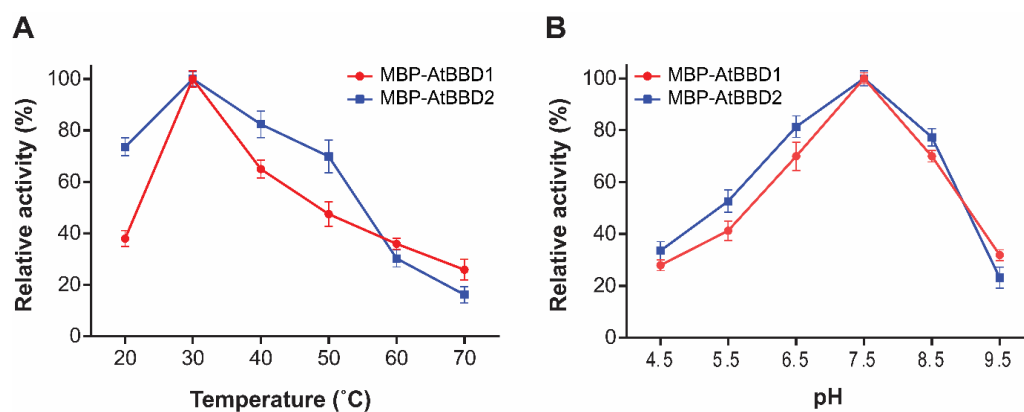 A
B
MBP-AtBBD1
MBP-AtBBD2
Relative activity (%)
100
80
60
40
20
0
20 30 40 50 60 70
Temperature (˚C)
MBP-AtBBD1
MBP-AtBBD2
Relative activity (%)
100
80
60
40
20
0
4.5 5.5 6.5 7.5 8.5 9.5
pH